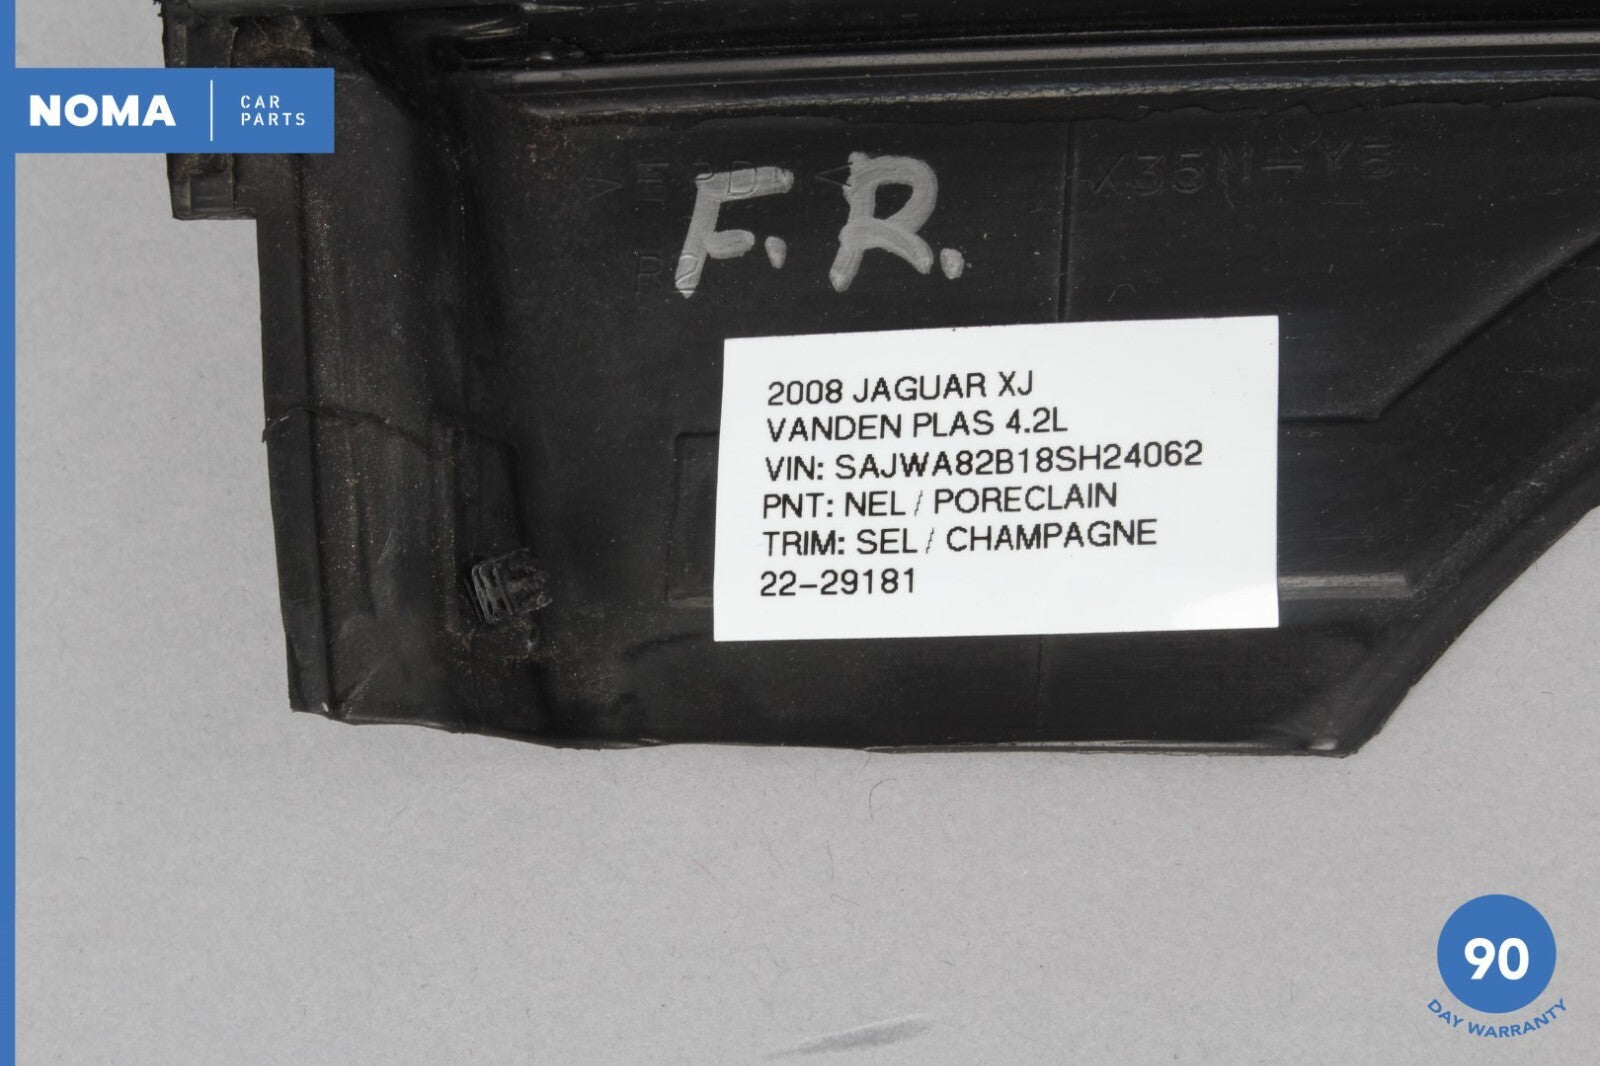 NOMA
CAR
PARTS
F.R.
2008 JAGUAR XJ
VANDEN PLAS 4.2L
VIN: SAJWA82B18SH24062
PNT: NEL / PORECLAIN
TRIM: SEL / CHAMPAGNE
22-29181
90
DAY WARRANTY